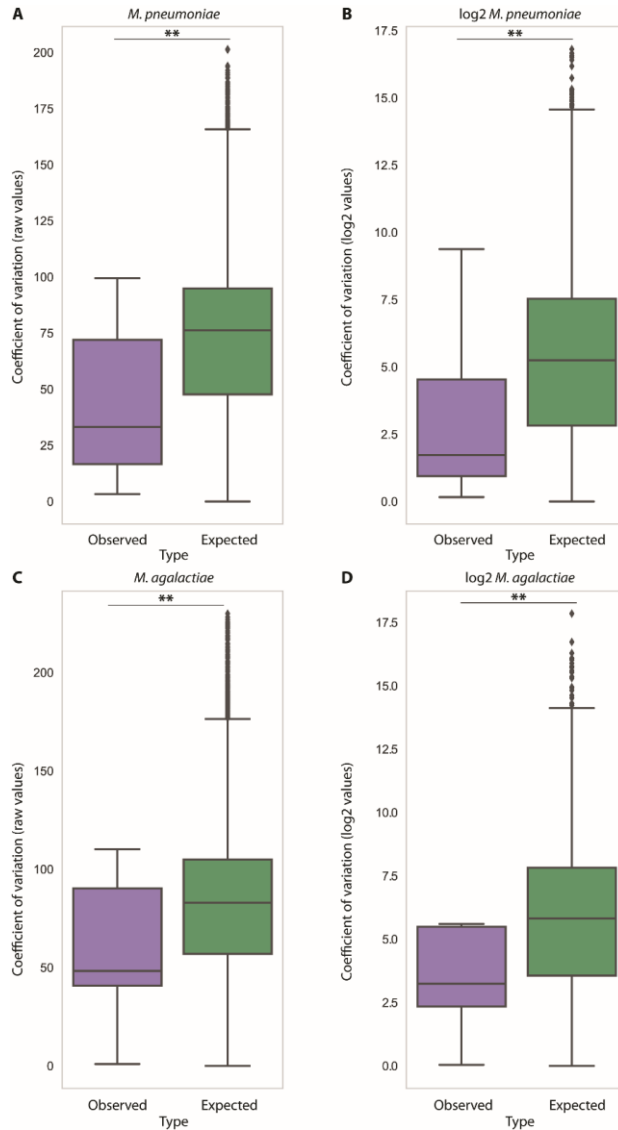 A
M. pneumoniae
**
200
175
150
125
100
75
50
25
0
Coefficient of variation (raw values)
Observed Expected
Type
B
log2 M. pneumoniae
**
17.5
15.0
12.5
10.0
7.5
5.0
2.5
0.0
Coefficient of variation (log2 values)
Observed Expected
Type
C
M. agalactiae
**
200
150
100
50
0
Coefficient of variation (raw values)
Observed Expected
Type
D
log2 M. agalactiae
**
17.5
15.0
12.5
10.0
7.5
5.0
2.5
0.0
Coefficient of variation (log2 values)
Observed Expected
Type